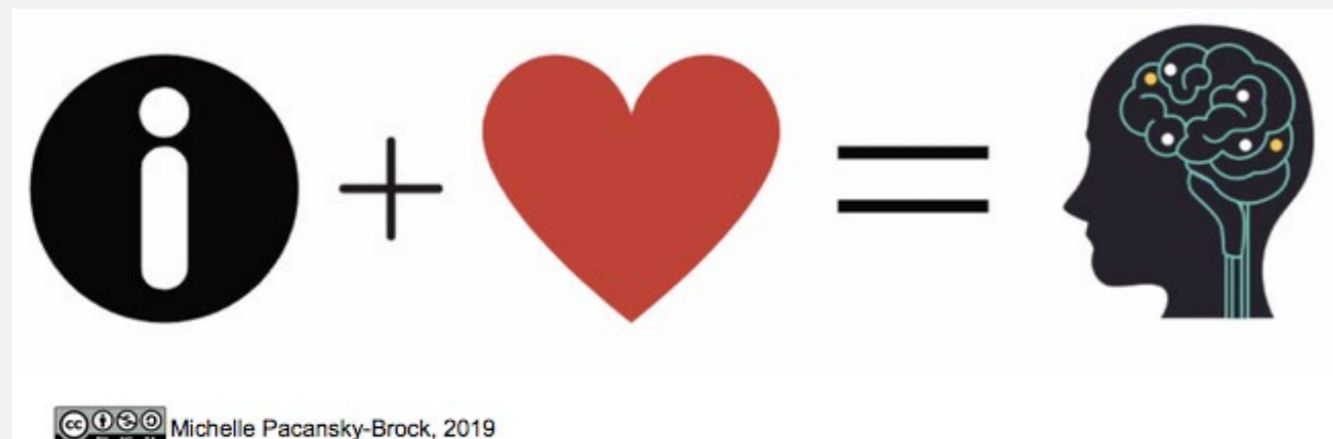 i + =
Michelle Pacansky-Brock, 2019